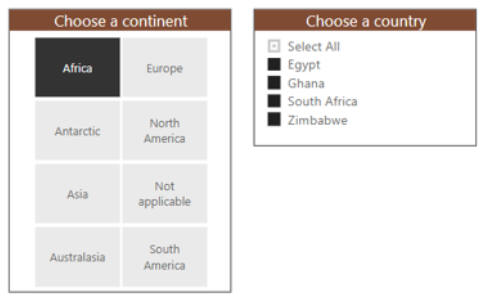 Choose a continent
Africa
Europe
Antarctic
North
America
Asia
Not
applicable
Australasia
South
America
Choose a country
Select All
Egypt
Ghana
South Africa
Zimbabwe